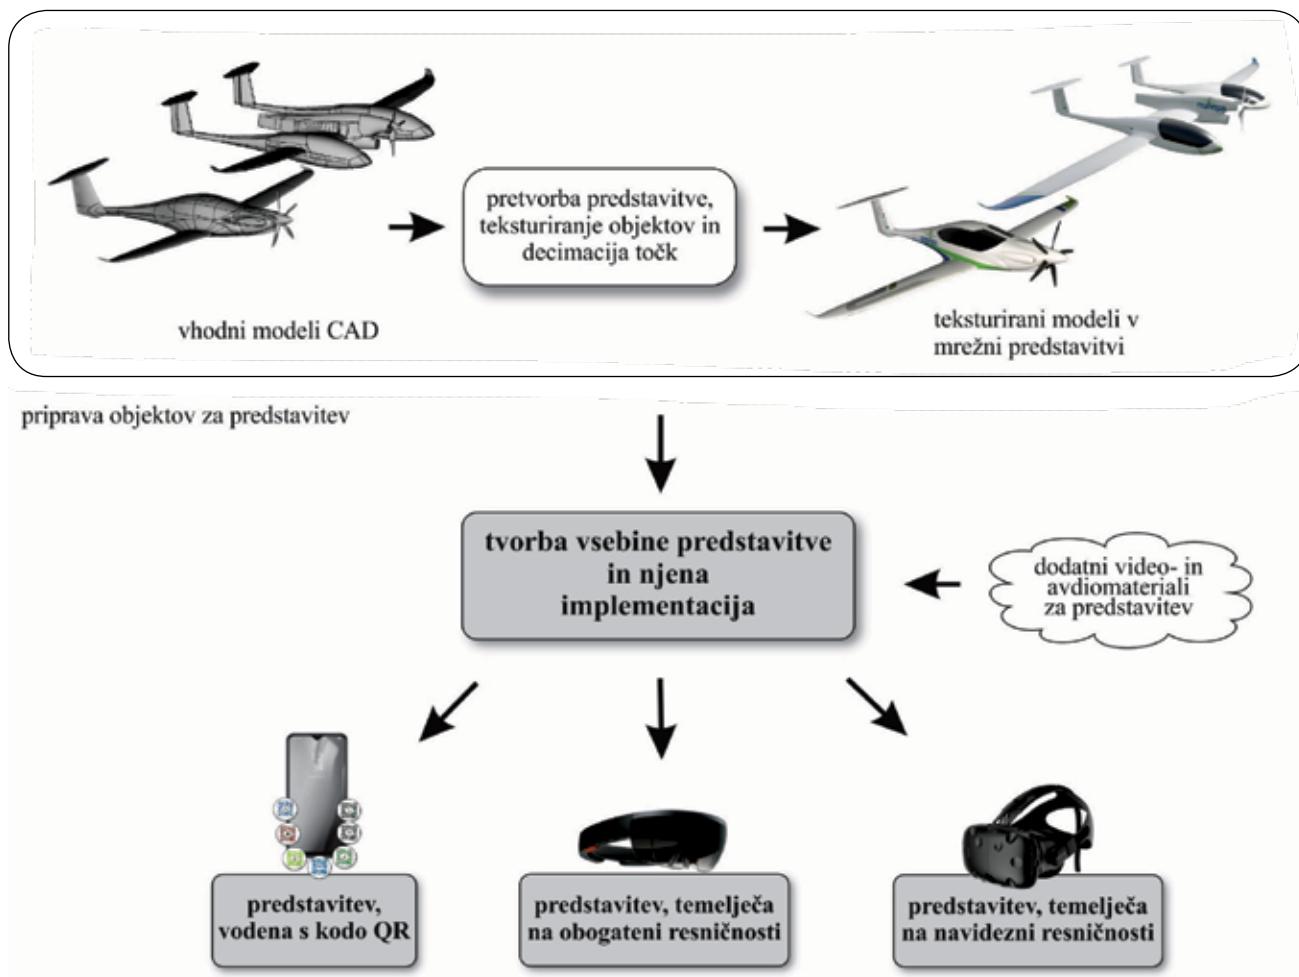 pretvorba predstavitve,
teksturiranje objektov in
decimacija točk
vhodni modeli CAD
teksturirani modeli v
mrežni predstavitvi
priprava objektov za predstavitev
tvorba vsebine predstavitve
in njena
implementacija
dodatni video- in
avdiomateriali
za predstavitev
predstavitev,
vodena s kodo QR
predstavitev, temelječa
na obogateni resničnosti
predstavitev, temelječa
na navidezni resničnosti